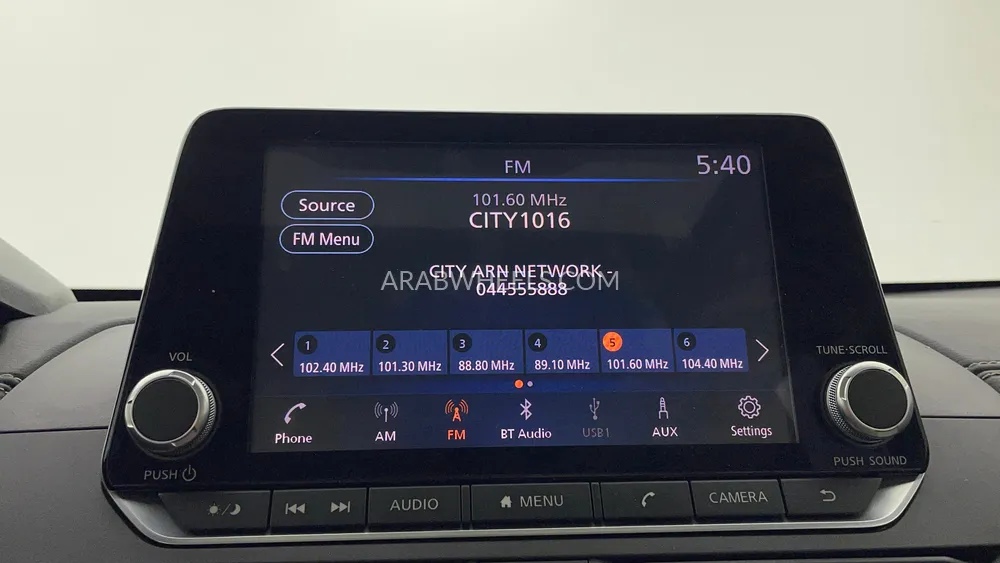 FM
5:40
Source
101.60 MHz
CITY1016
FM Menu
CITY ARN NETWORK -
ARABWHEELS.COM
044555888
1 2 3 4 5 6
102.40 MHz 101.30 MHz 88.80 MHz 89.10 MHz 101.60 MHz 104.40 MHz
VOL
TUNE·SCROLL
Phone AM FM BT Audio USB1 AUX Settings
PUSH
PUSH SOUND
AUDIO MENU CAMERA